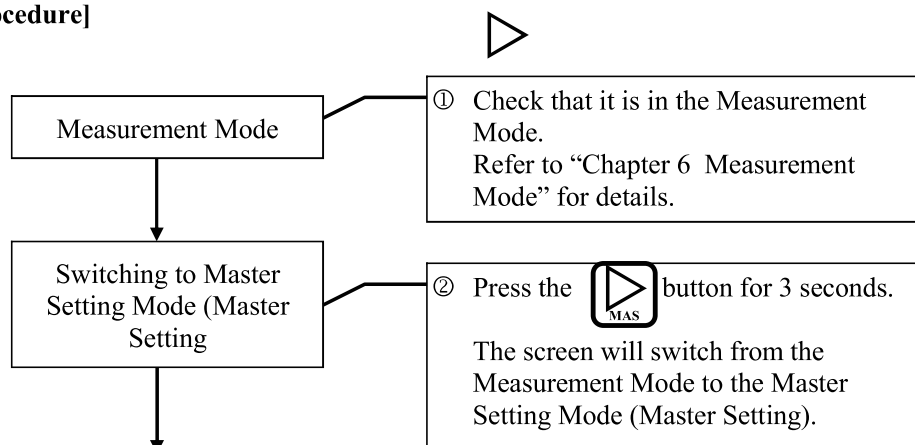 ocedure]
Measurement Mode
① Check that it is in the Measurement
Mode.
Refer to “Chapter 6 Measurement
Mode” for details.
Switching to Master
Setting Mode (Master
Setting
② Press the MAS button for 3 seconds.
The screen will switch from the
Measurement Mode to the Master
Setting Mode (Master Setting).